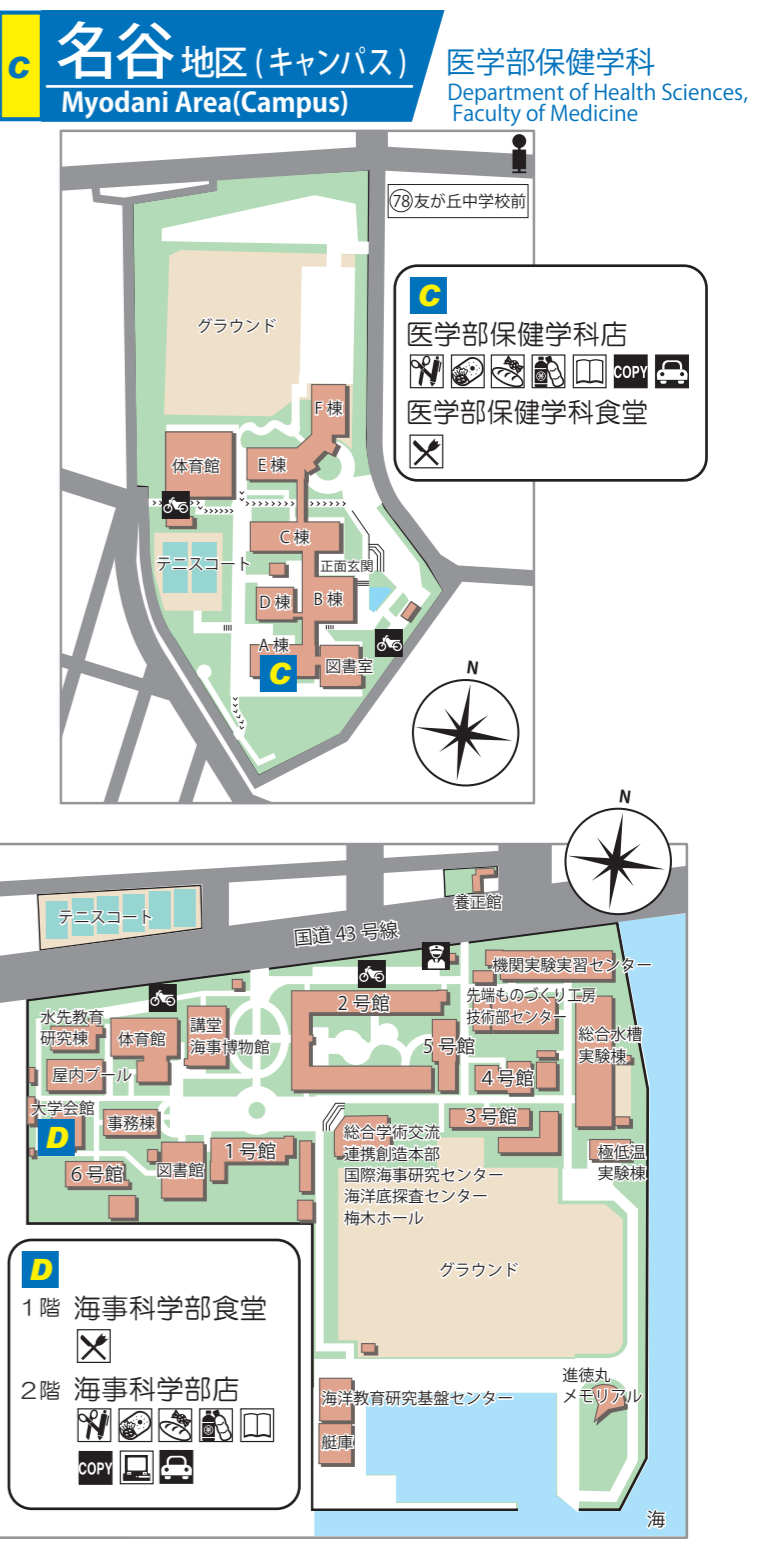 C
名谷地区(キャンパス)
Myodani Area(Campus)
医学部保健学科
Department of Health Sciences,
Faculty of Medicine
78友が丘中学校前
C
医学部保健学科店
COPY
医学部保健学科食堂
グラウンド
F棟
体育館
E棟
C棟
テニスコート
正面玄関
D棟
B棟
A棟
図書室
C
N
N
テニスコート
養正館
国道43号線
機関実験実習センター
水先教育
研究棟
体育館
講堂
海事博物館
2号館
先端ものづくり工房
技術部センター
総合水槽
実験棟
5号館
屋内プール
4号館
大学会館
D
事務棟
3号館
総合学術交流
連携創造本部
国際海事研究センター
海洋底探査センター
梅木ホール
極低温
実験棟
6号館
図書館
1号館
グラウンド
D
1階 海事科学部食堂
2階 海事科学部店
COPY
海洋教育研究基盤センター
艇庫
進徳丸
メモリアル
海